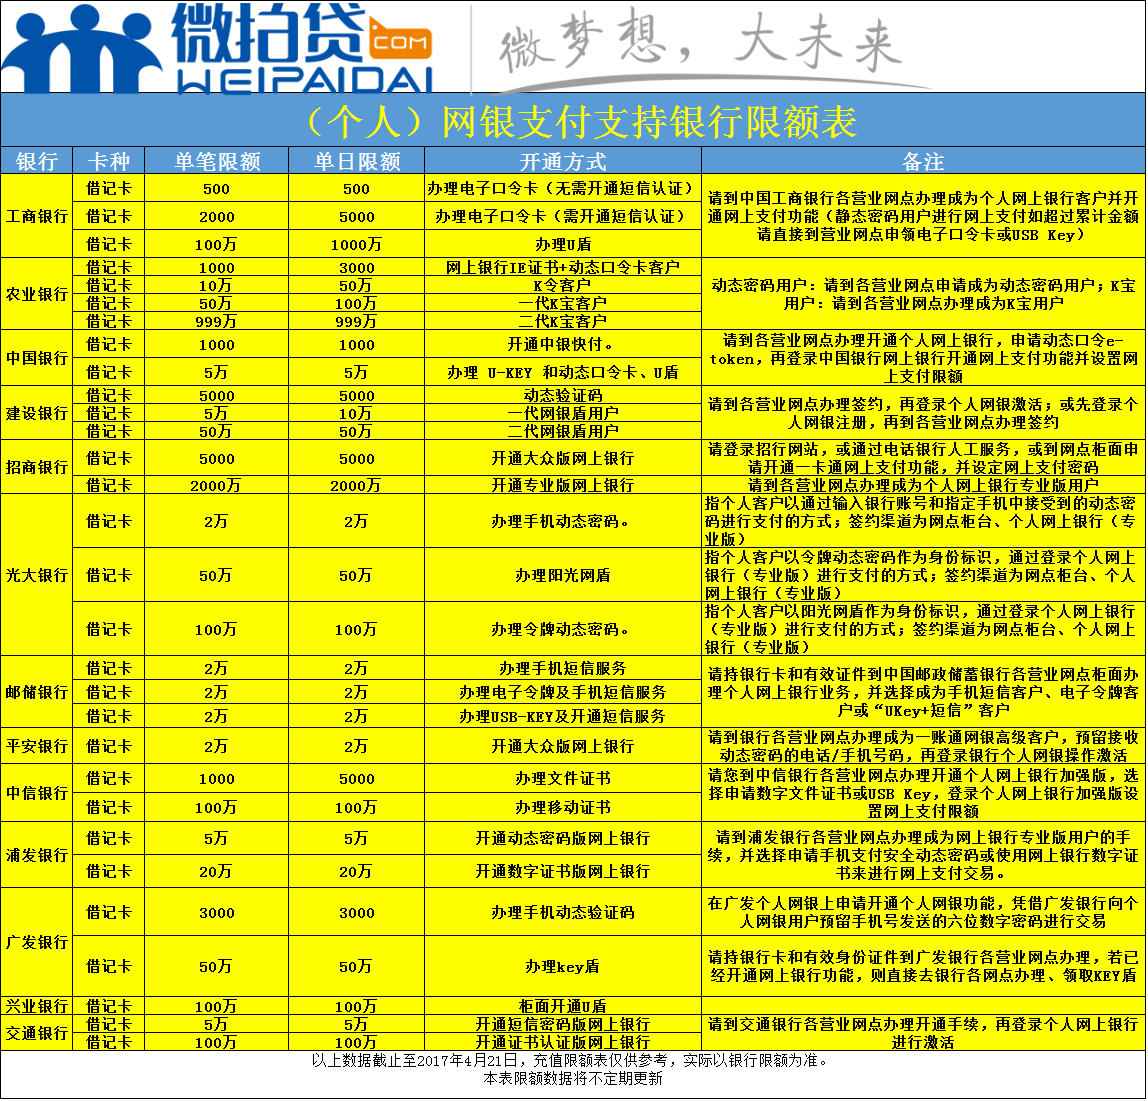 微拍贷
COM
WEIPAIDAI
微梦想，大未来
（个人）网银支付支持银行限额表
银行 卡种 单笔限额 单日限额 开通方式 备注
工商银行
借记卡 500 500 办理电子口令卡（无需开通短信认证）
借记卡 2000 5000 办理电子口令卡（需开通短信认证）
借记卡 100万 1000万 办理U盾
请到中国工商银行各营业网点办理成为个人网上银行客户并开
通网上支付功能（静态密码用户进行网上支付如超过累计金额
请直接到营业网点申领电子口令卡或USB Key）
农业银行
借记卡 1000 3000 网上银行IE证书+动态口令卡客户
借记卡 10万 50万 K令客户
借记卡 50万 100万 一代K宝客户
借记卡 999万 999万 二代K宝客户
动态密码用户：请到各营业网点申请成为动态密码用户；K宝
用户：请到各营业网点办理成为K宝用户
中国银行
借记卡 1000 1000 开通中银快付。
借记卡 5万 5万 办理 U-KEY 和动态口令卡、U盾
请到各营业网点办理开通个人网上银行，申请动态口令e-
token，再登录中国银行网上银行开通网上支付功能并设置网
上支付限额
建设银行
借记卡 5000 5000 动态验证码
借记卡 5万 10万 一代网银盾用户
借记卡 50万 50万 二代网银盾用户
请到各营业网点办理签约，再登录个人网银激活；或先登录个
人网银注册，再到各营业网点办理签约
招商银行
借记卡 5000 5000 开通大众版网上银行
请登录招行网站，或通过电话银行人工服务，或到网点柜面申
请开通一卡通网上支付功能，并设定网上支付密码
借记卡 2000万 2000万 开通专业版网上银行 请到各营业网点办理成为个人网上银行专业版用户
光大银行
借记卡 2万 2万 办理手机动态密码。
指个人客户以通过输入银行账号和指定手机中接受到的动态密
码进行支付的方式；签约渠道为网点柜台、个人网上银行（专
业版）
借记卡 50万 50万 办理阳光网盾
指个人客户以令牌动态密码作为身份标识，通过登录个人网上
银行（专业版）进行支付的方式；签约渠道为网点柜台、个人
网上银行（专业版）
借记卡 100万 100万 办理令牌动态密码。
指个人客户以阳光网盾作为身份标识，通过登录个人网上银行
（专业版）进行支付的方式；签约渠道为网点柜台、个人网上
银行（专业版）
邮储银行
借记卡 2万 2万 办理手机短信服务
借记卡 2万 2万 办理电子令牌及手机短信服务
借记卡 2万 2万 办理USB-KEY及开通短信服务
请持银行卡和有效证件到中国邮政储蓄银行各营业网点柜面办
理个人网上银行业务，并选择成为手机短信客户、电子令牌客
户或“UKey+短信”客户
平安银行 借记卡 2万 2万 开通大众版网上银行
请到银行各营业网点办理成为一账通网银高级客户，预留接收
动态密码的电话/手机号码，再登录银行个人网银操作激活
中信银行
借记卡 1000 5000 办理文件证书
借记卡 100万 100万 办理移动证书
请您到中信银行各营业网点办理开通个人网上银行加强版，选
择申请数字文件证书或USB Key，登录个人网上银行加强版设
置网上支付限额
浦发银行
借记卡 5万 5万 开通动态密码版网上银行
借记卡 20万 20万 开通数字证书版网上银行
请到浦发银行各营业网点办理成为网上银行专业版用户的手
续，并选择申请手机支付安全动态密码或使用网上银行数字证
书来进行网上支付交易。
广发银行
借记卡 3000 3000 办理手机动态验证码
在广发个人网银上申请开通个人网银功能，凭借广发银行向个
人网银用户预留手机号发送的六位数字密码进行交易
借记卡 50万 50万 办理key盾
请持银行卡和有效身份证件到广发银行各营业网点办理，若已
经开通网上银行功能，则直接去银行各网点办理、领取KEY盾
兴业银行 借记卡 100万 100万 柜面开通U盾
交通银行
借记卡 5万 5万 开通短信密码版网上银行
借记卡 100万 100万 开通证书认证版网上银行
请到交通银行各营业网点办理开通手续，再登录个人网上银行
进行激活
以上数据截止至2017年4月21日，充值限额表仅供参考，实际以银行限额为准。
本表限额数据将不定期更新